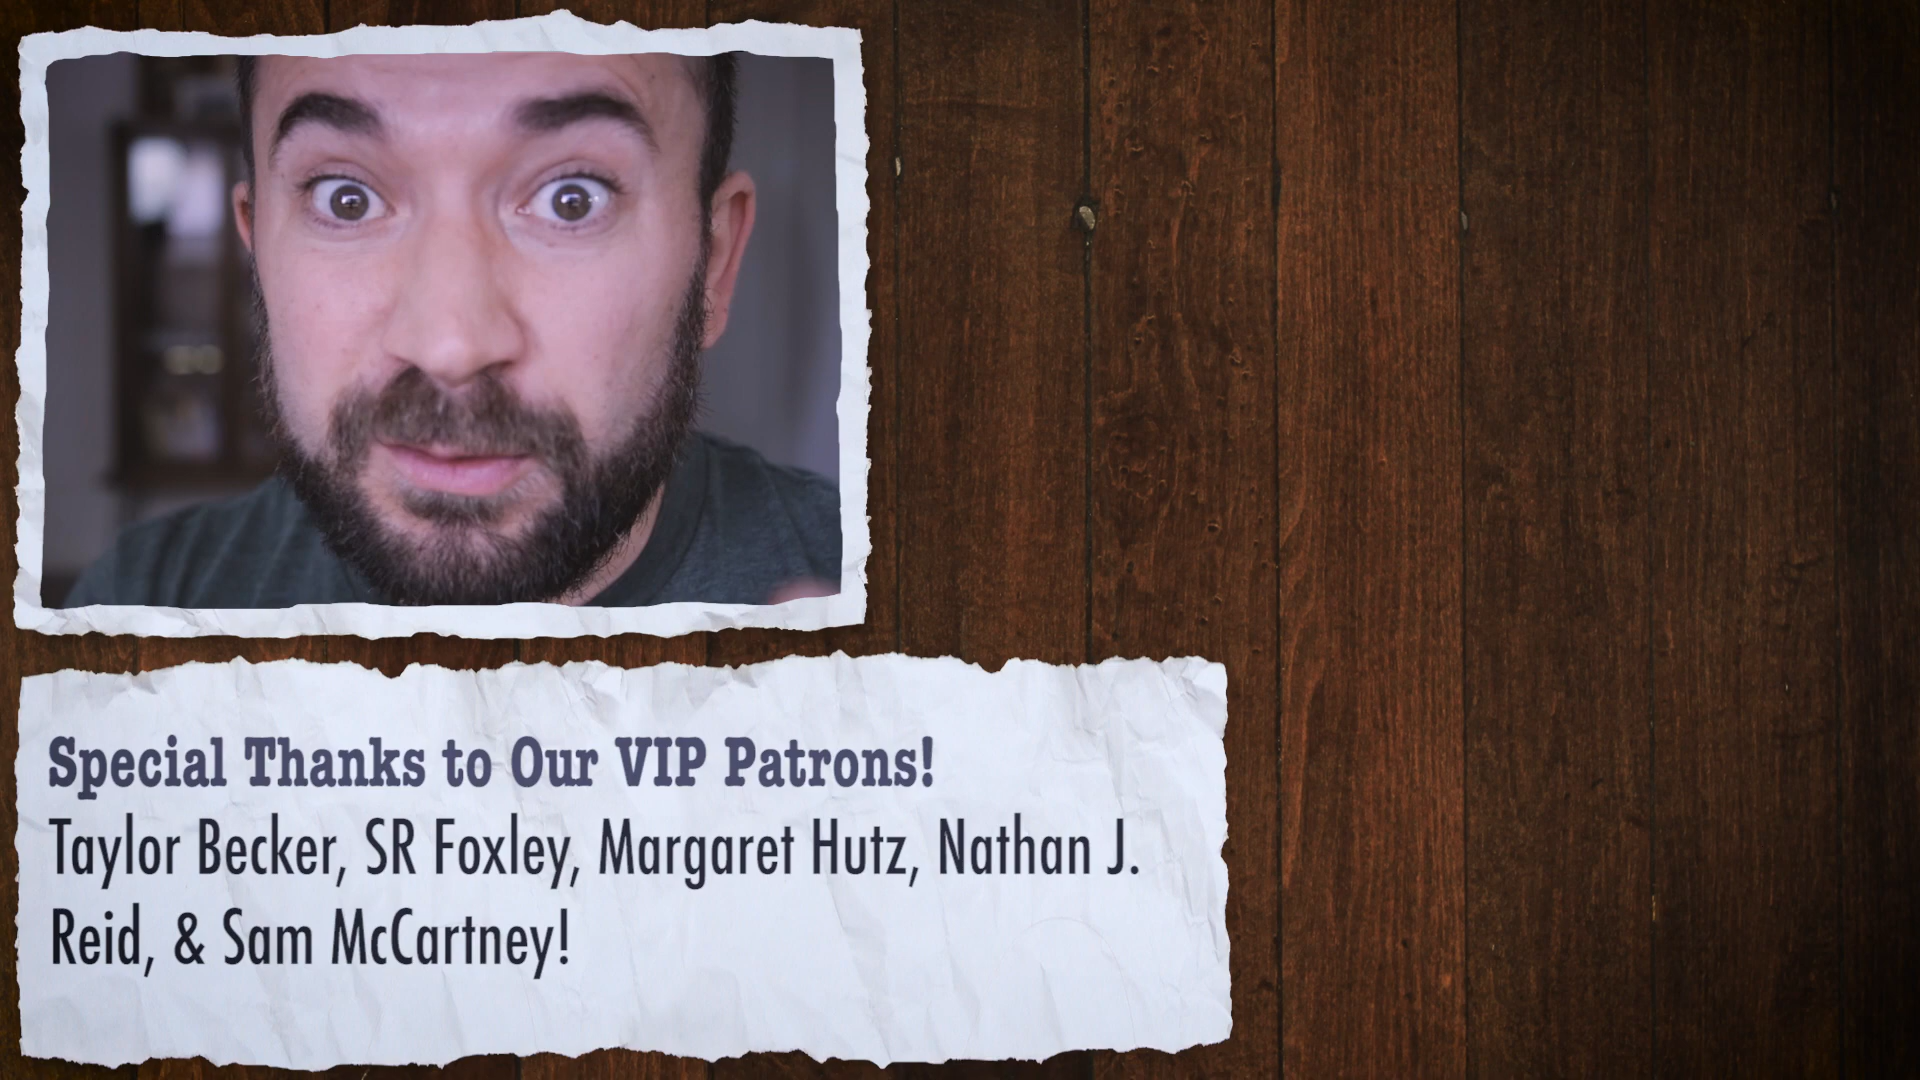 Special Thanks to Our VIP Patrons!
Taylor Becker, SR Foxley, Margaret Hutz, Nathan J.
Reid, & Sam McCartney!